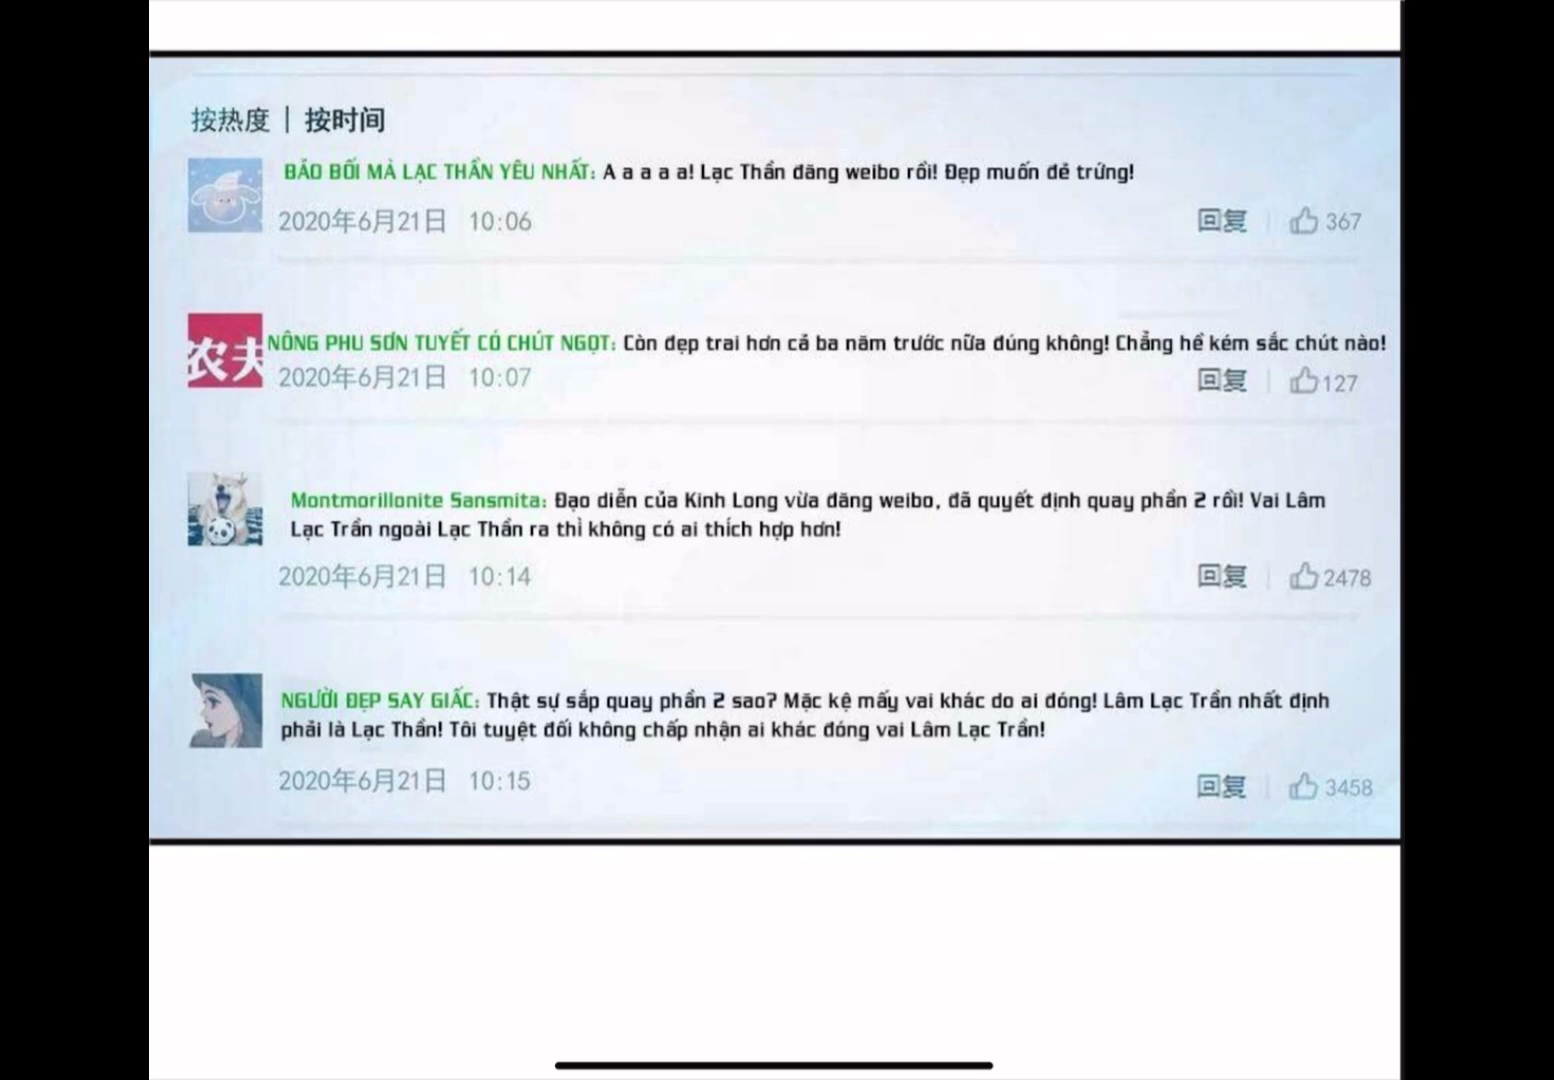 按热度 | 按时间
BẢO BỐI MÀ LẠC THẦN YÊU NHẤT: A a a a a! Lạc Thần đăng weibo rồi! Đẹp muốn đẻ trứng!
2020年6月21日 10:06 回复 367
农夫 NÔNG PHU SƠN TUYẾT CÓ CHÚT NGỌT: Còn đẹp trai hơn cả ba năm trước nữa đúng không! Chẳng hề kém sắc chút nào!
2020年6月21日 10:07 回复 127
Montmorillonite Sansmita: Đạo diễn của Kinh Long vừa đăng weibo, đã quyết định quay phần 2 rồi! Vai Lâm
Lạc Trần ngoài Lạc Thần ra thì không có ai thích hợp hơn!
2020年6月21日 10:14 回复 2478
NGƯỜI ĐẸP SAY GIẤC: Thật sự sắp quay phần 2 sao? Mặc kệ mấy vai khác do ai đóng! Lâm Lạc Trần nhất định
phải là Lạc Thần! Tôi tuyệt đối không chấp nhận ai khác đóng vai Lâm Lạc Trần!
2020年6月21日 10:15 回复 3458